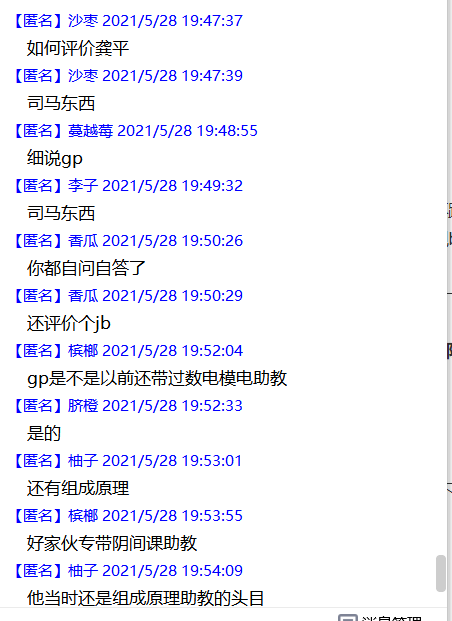 【匿名】沙枣 2021/5/28 19:47:37
如何评价龚平
【匿名】沙枣 2021/5/28 19:47:39
司马东西
【匿名】蔓越莓 2021/5/28 19:48:55
细说gp
【匿名】李子 2021/5/28 19:49:32
司马东西
【匿名】香瓜 2021/5/28 19:50:26
你都自问自答了
【匿名】香瓜 2021/5/28 19:50:29
还评价个jb
【匿名】槟榔 2021/5/28 19:52:04
gp是不是以前还带过数电模电助教
【匿名】脐橙 2021/5/28 19:52:33
是的
【匿名】柚子 2021/5/28 19:53:01
还有组成原理
【匿名】槟榔 2021/5/28 19:53:55
好家伙专带阴间课助教
【匿名】柚子 2021/5/28 19:54:09
他当时还是组成原理助教的头目
消息管理